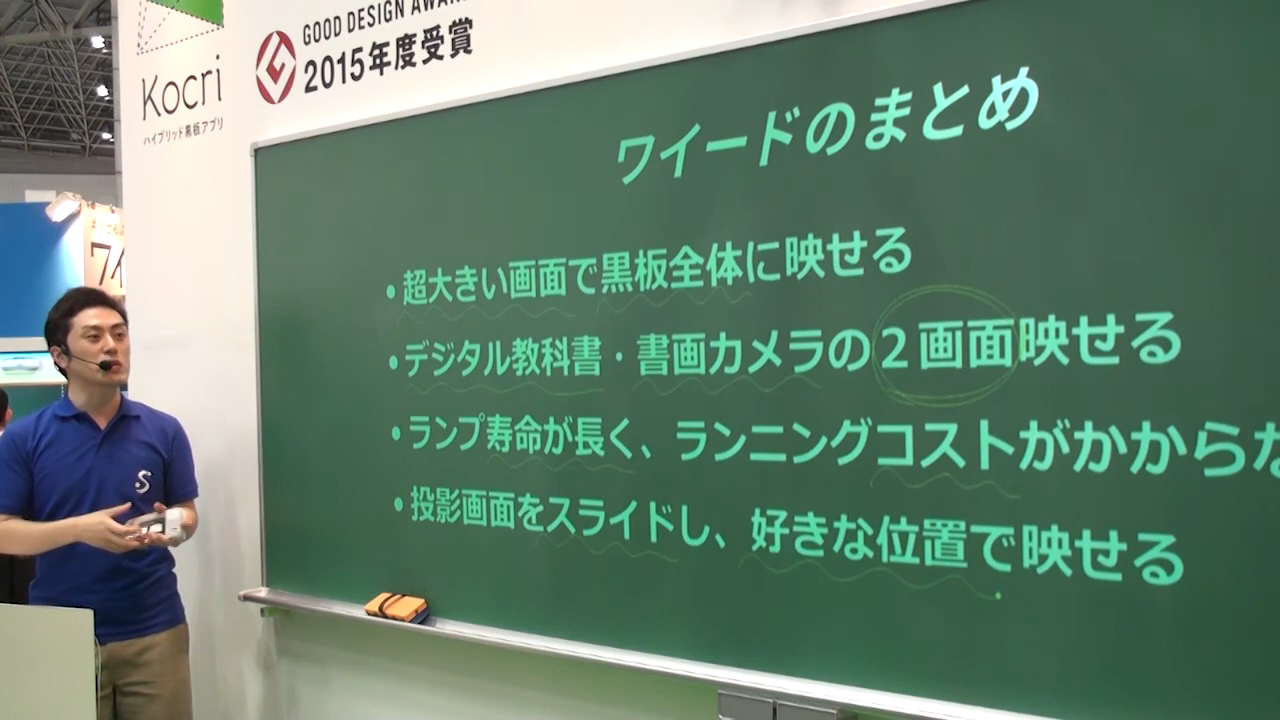 GOOD DESIGN AWAR
2015年度受賞
Kocri
ハイブリッド黒板アプリ
ワイードのまとめ
・超大きい画面で黒板全体に映せる
・デジタル教科書・書画カメラの２画面映せる
・ランプ寿命が長く、ランニングコストがかからな
・投影画面をスライドし、好きな位置で映せる
S